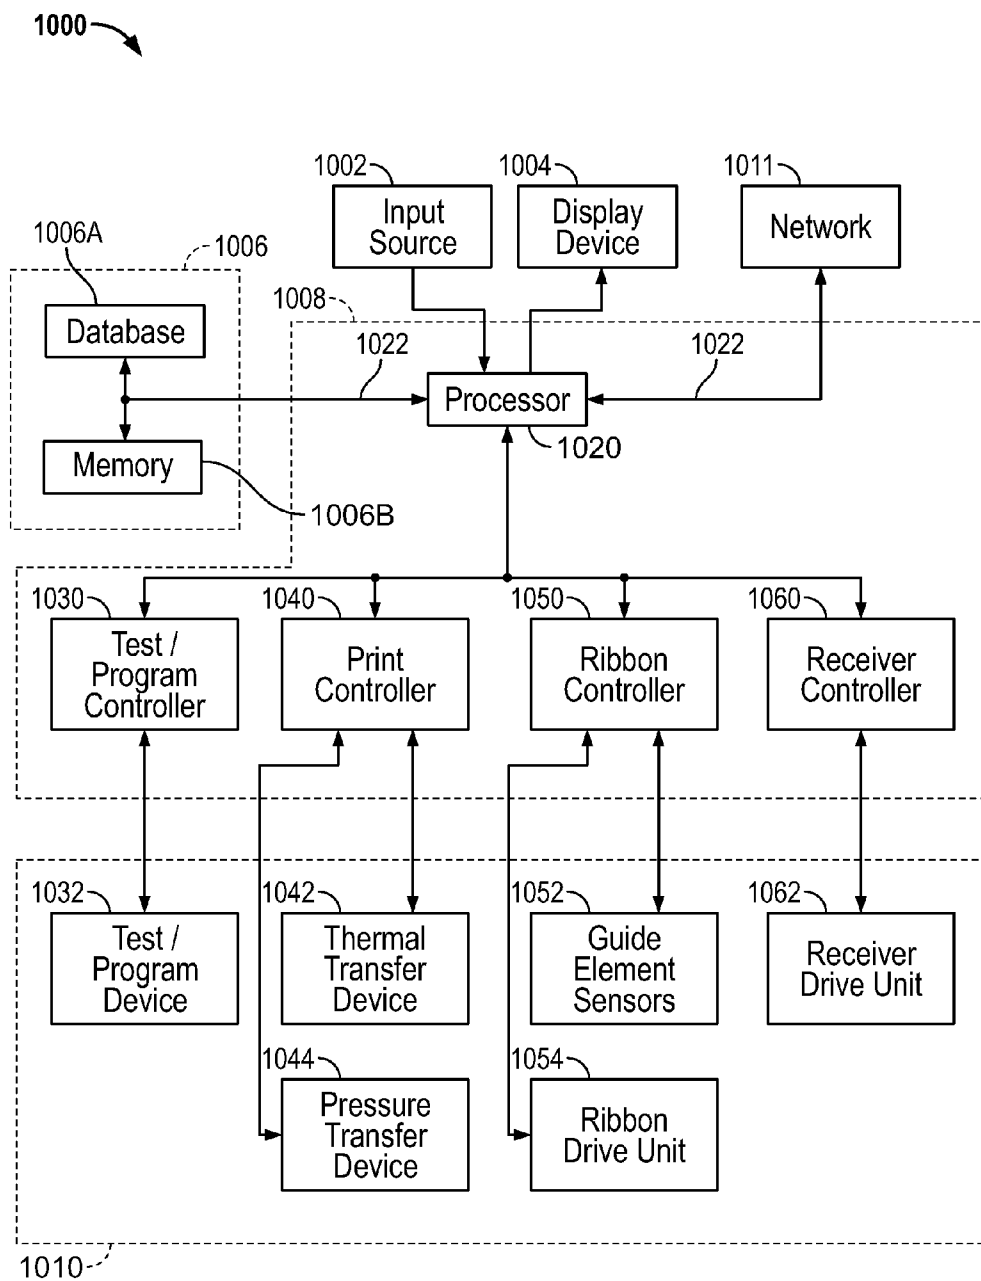 1000
1002
1004
1011
Input
Source
Display
Device
Network
1006A
1006
1008
Database
1022
1022
Processor
1020
Memory
1006B
1030
1040
1050
1060
Test /
Program
Controller
Print
Controller
Ribbon
Controller
Receiver
Controller
1032
1042
1052
1062
Test /
Program
Device
Thermal
Transfer
Device
Guide
Element
Sensors
Receiver
Drive Unit
1044
1054
Pressure
Transfer
Device
Ribbon
Drive Unit
1010